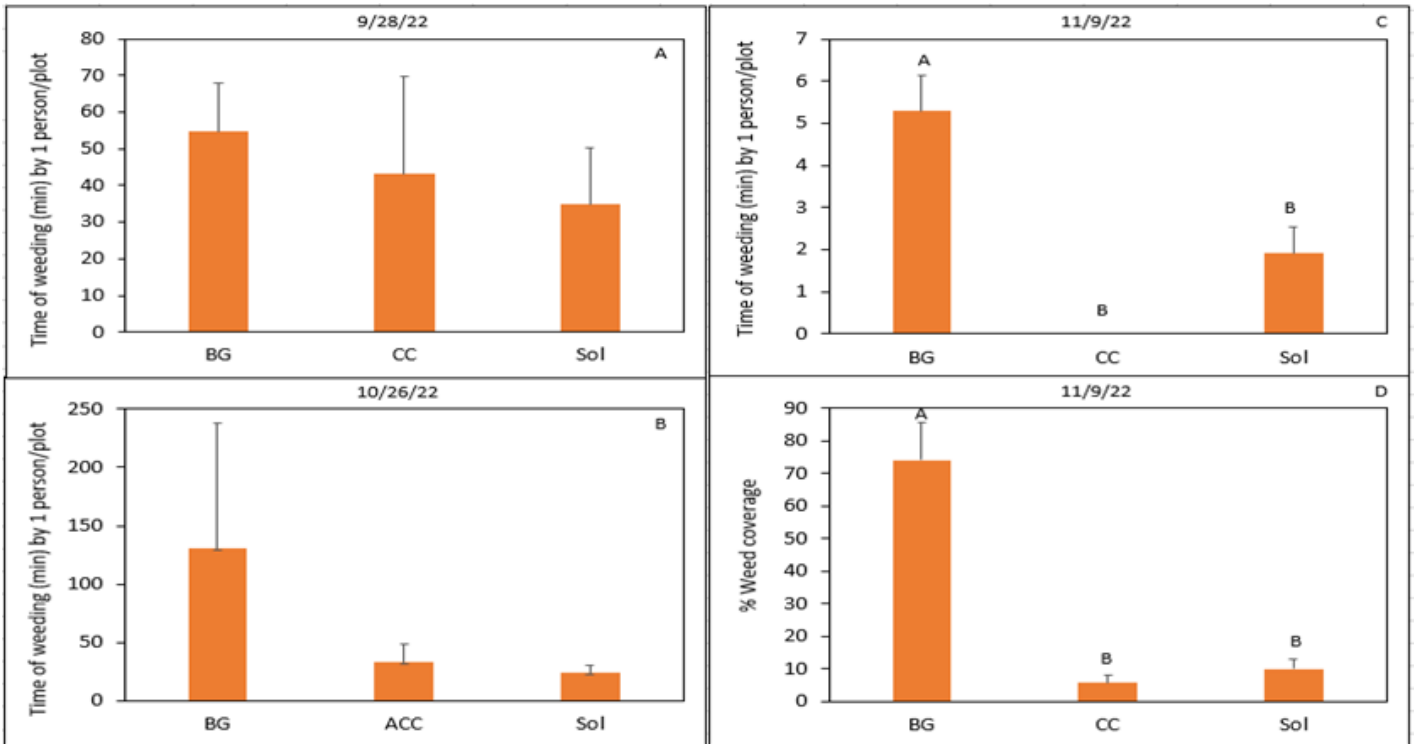 9/28/22
A
Time of weeding (min) by 1 person/plot
80
70
60
50
40
30
20
10
0
BG CC Sol
11/9/22
C
Time of weeding (min) by 1 person/plot
7
6
5
4
3
2
1
0
A
B
B
BG CC Sol
10/26/22
B
Time of weeding (min) by 1 person/plot
250
200
150
100
50
0
BG ACC Sol
11/9/22
D
% Weed coverage
90
80
70
60
50
40
30
20
10
0
A
B
B
BG CC Sol